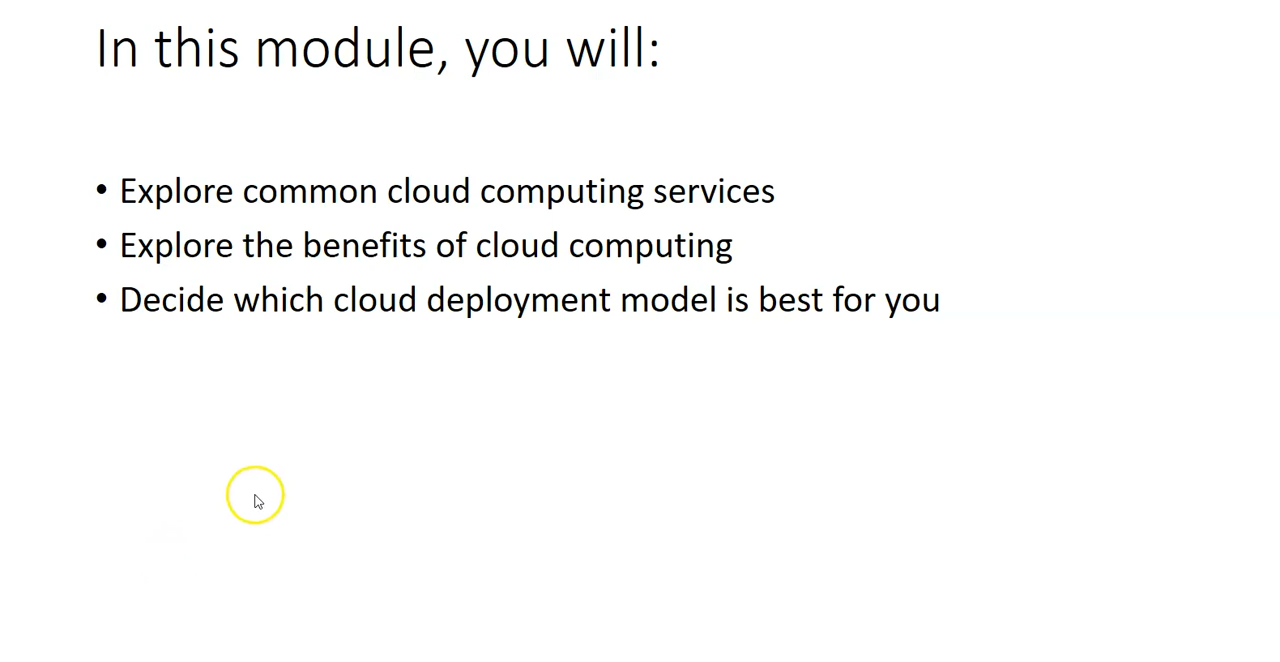 In this module, you will:
• Explore common cloud computing services
• Explore the benefits of cloud computing
• Decide which cloud deployment model is best for you